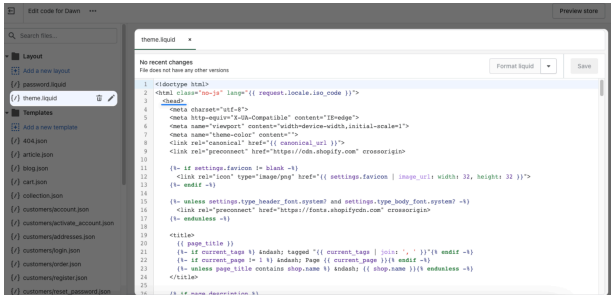 Edit code for Dawn •••
Preview store
Search files...
Layout
Add a new layout
{/} password.liquid
{/} theme.liquid
Templates
Add a new template
{/} 404.json
{/} article.json
{/} blog.json
{/} cart.json
{/} collection.json
{/} customers/account.json
{/} customers/activate_account.json
{/} customers/addresses.json
{/} customers/login.json
{/} customers/order.json
{/} customers/register.json
{/} customers/reset_password.json
theme.liquid ×
No recent changes
File does not have any other versions
Format liquid
Save
1 <!doctype html>
2 <html class="no-js" lang="{{ request.locale.iso_code }}">
3 <head>
4 <meta charset="utf-8">
5 <meta http-equiv="X-UA-Compatible" content="IE=edge">
6 <meta name="viewport" content="width=device-width,initial-scale=1">
7 <meta name="theme-color" content="">
8 <link rel="canonical" href="{{ canonical_url }}">
9 <link rel="preconnect" href="https://cdn.shopify.com" crossorigin>
10
11 {%- if settings.favicon != blank -%}
12 <link rel="icon" type="image/png" href="{{ settings.favicon | image_url: width: 32, height: 32 }}">
13 {%- endif -%}
14
15 {%- unless settings.type_header_font.system? and settings.type_body_font.system? -%}
16 <link rel="preconnect" href="https://fonts.shopifycdn.com" crossorigin>
17 {%- endunless -%}
18
19 <title>
20 {{ page_title }}
21 {%- if current_tags %} &ndash; tagged "{{ current_tags | join: ', ' }}"{% endif -%}
22 {%- if current_page != 1 %} &ndash; Page {{ current_page }}{% endif -%}
23 {%- unless page_title contains shop.name %} &ndash; {{ shop.name }}{% endunless -%}
24 </title>
25
26 {% if page_description %}